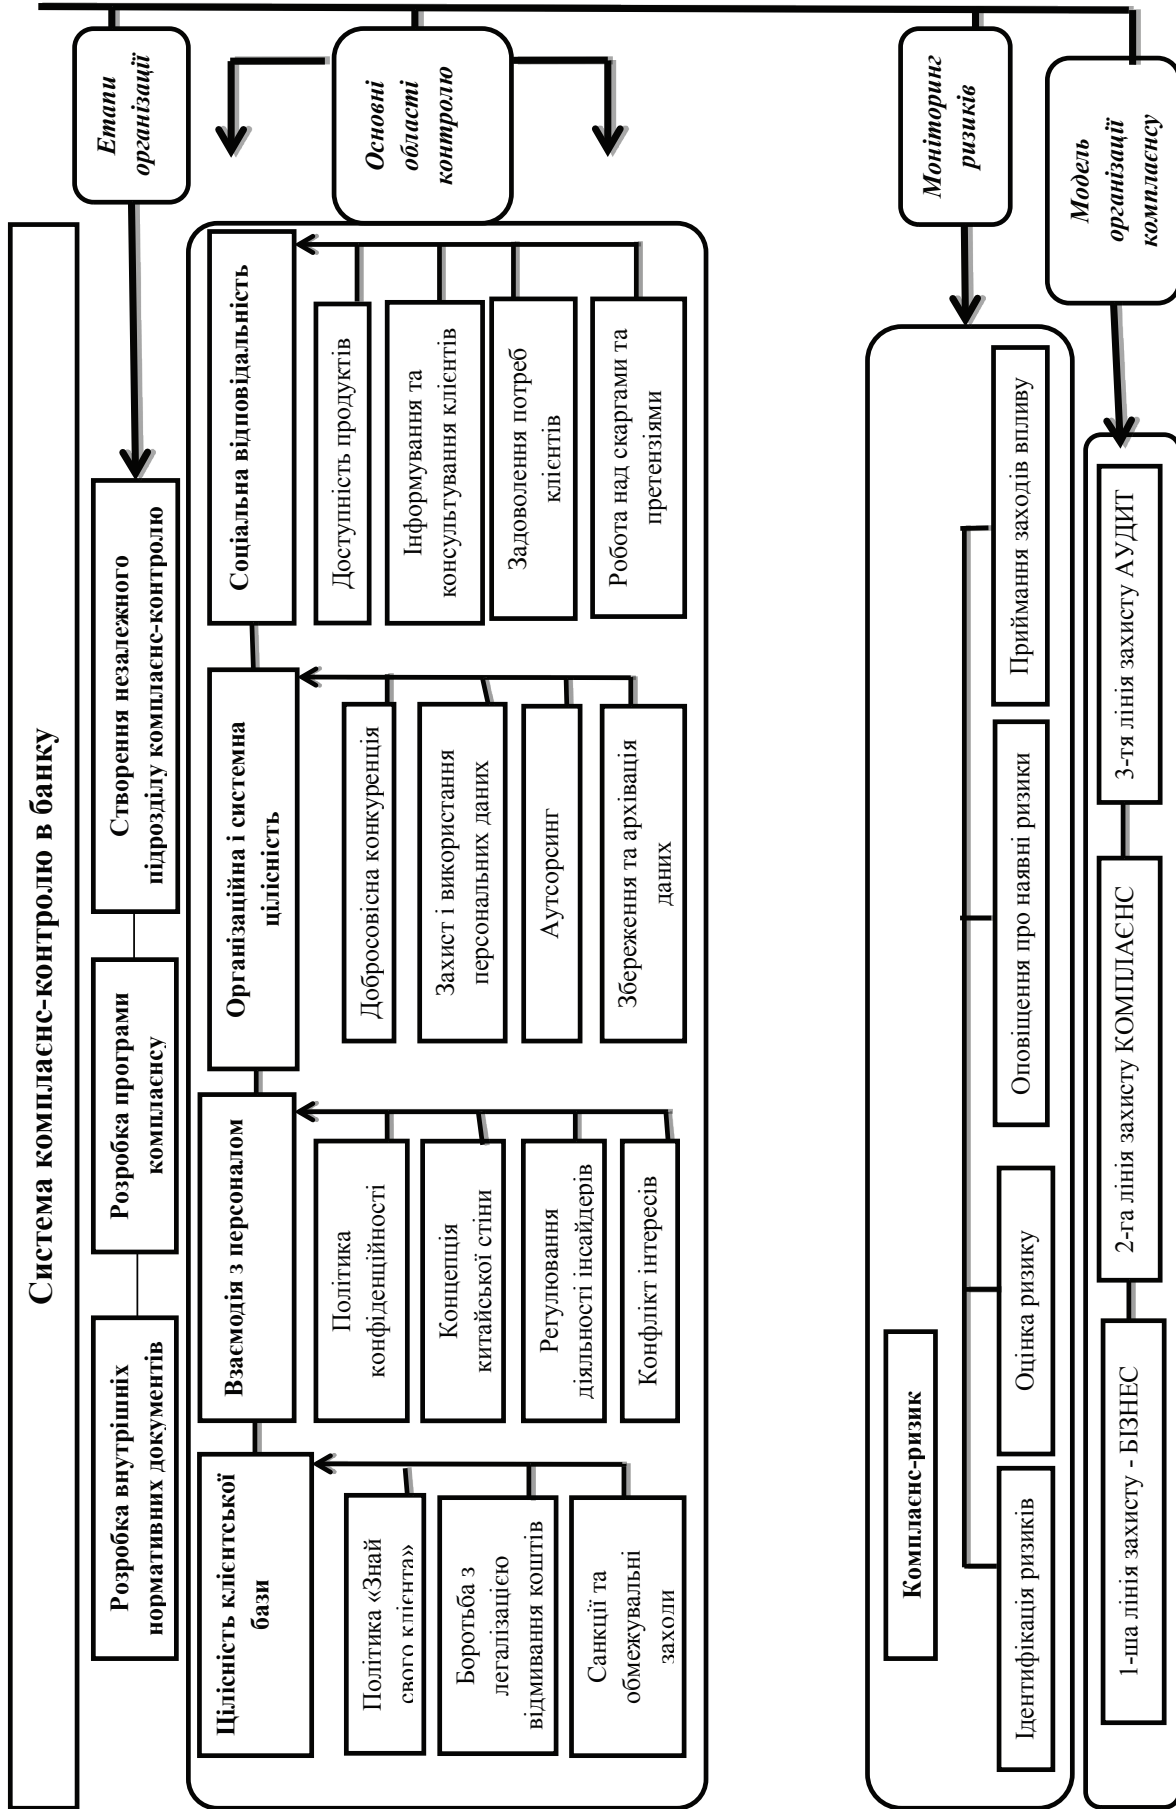 Система комплаєнс-контролю в банку
Етапи
організації
Розробка внутрішніх
нормативних документів
Розробка програми
комплаєнсу
Створення незалежного
підрозділу комплаєнс-контролю
Основні
області
контролю
Цілісність клієнтської
бази
Політика «Знай
свого клієнта»
Боротьба з
легалізацією
відмивання коштів
Санкції та
обмежувальні
заходи
Взаємодія з персоналом
Політика
конфіденційності
Концепція
китайської стіни
Регулювання
діяльності інсайдерів
Конфлікт інтересів
Організаційна і системна
цілісність
Добросовісна конкуренція
Захист і використання
персональних даних
Аутсорсинг
Збереження та архівація
даних
Соціальна відповідальність
Доступність продуктів
Інформування та
консультування клієнтів
Задоволення потреб
клієнтів
Робота над скаргами та
претензіями
Моніторинг
ризиків
Комплаєнс-ризик
Ідентифікація ризиків
Оцінка ризику
Оповіщення про наявні ризики
Приймання заходів впливу
Модель
організації
комплаєнсу
1-ша лінія захисту - БІЗНЕС
2-га лінія захисту КОМПЛАЄНС
3-тя лінія захисту АУДИТ